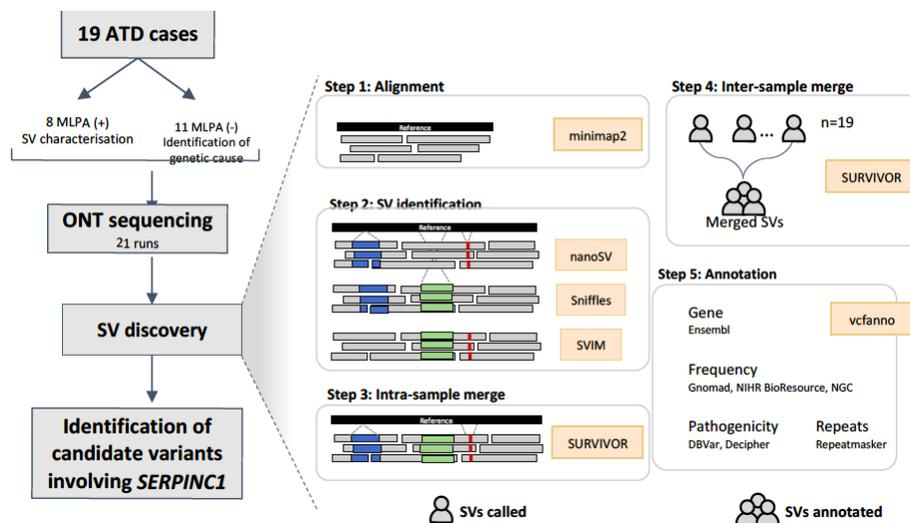 19 ATD cases
8 MLPA (+)
SV characterisation
11 MLPA (-)
Identification of
genetic cause
ONT sequencing
21 runs
SV discovery
Identification of
candidate variants
involving SERPINC1
Step 1: Alignment
Reference
minimap2
Step 2: SV identification
Reference
nanoSV
Sniffles
SVIM
Step 3: Intra-sample merge
Reference
SURVIVOR
SVs called
Step 4: Inter-sample merge
... n=19
SURVIVOR
Merged SVs
Step 5: Annotation
Gene
Ensembl
vcfanno
Frequency
Gnomad, NIHR BioResource, NGC
Pathogenicity
DBVar, Decipher
Repeats
Repeatmasker
SVs annotated